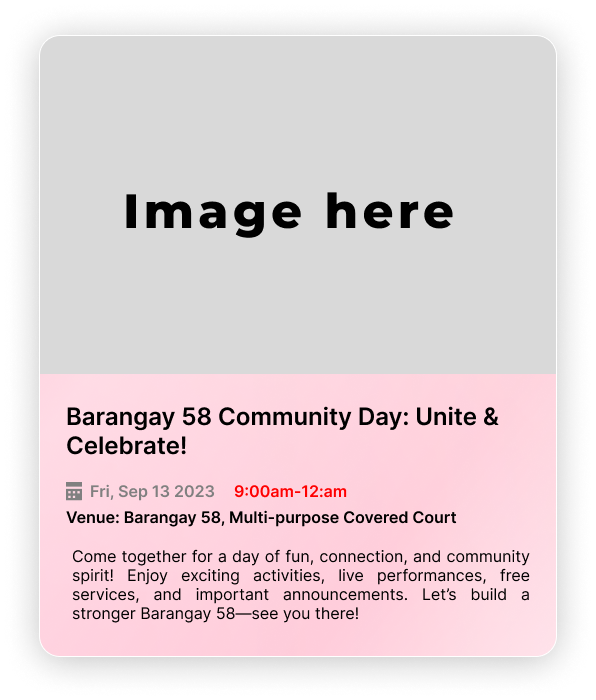 Image here
Barangay 58 Community Day: Unite &
Celebrate!
Fri, Sep 13 2023 9:00am-12:am
Venue: Barangay 58, Multi-purpose Covered Court
Come together for a day of fun, connection, and community
spirit! Enjoy exciting activities, live performances, free
services, and important announcements. Let’s build a
stronger Barangay 58—see you there!